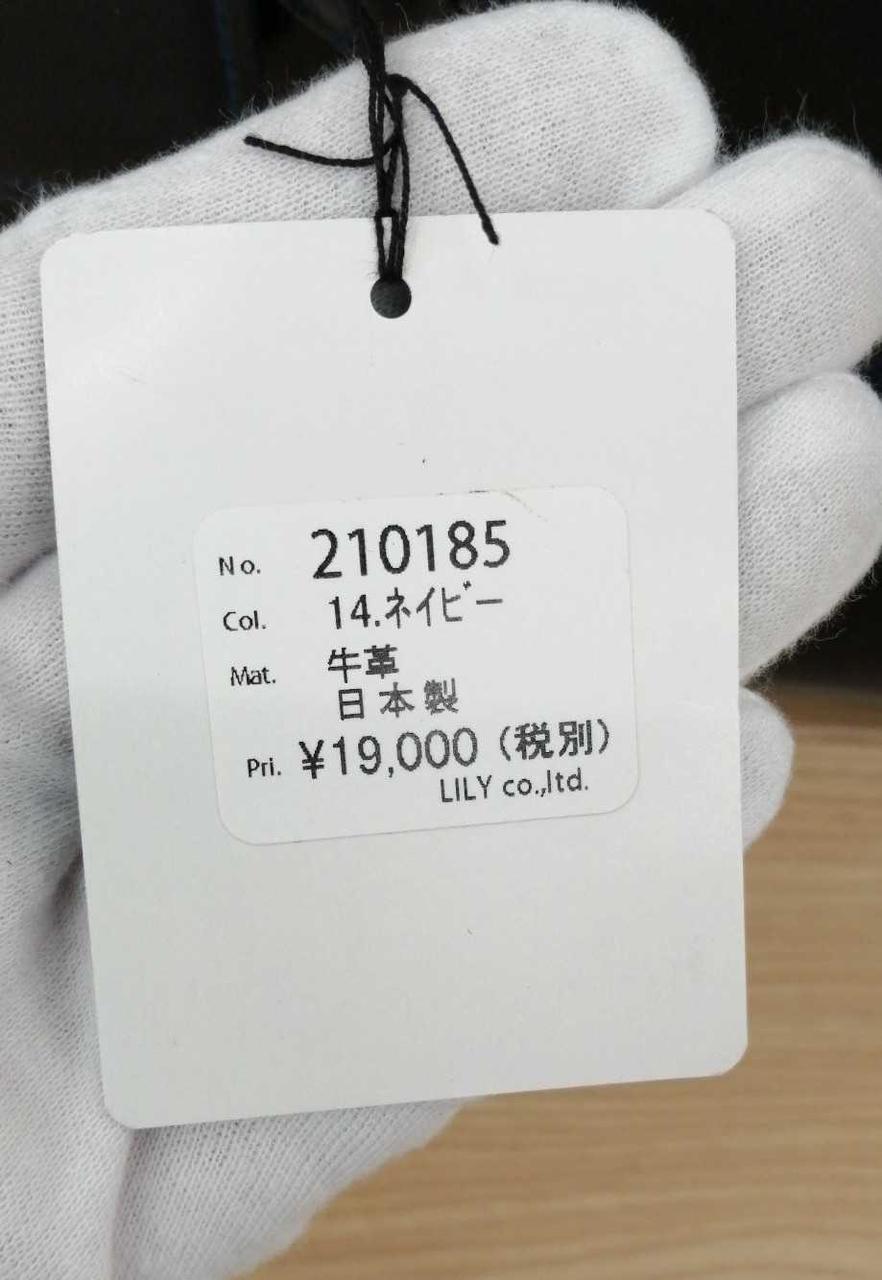 No. 210185
Col. 14.ネイビー
Mat. 牛革
日本製
Pri. ¥19,000（税別）
LILY co.,ltd.